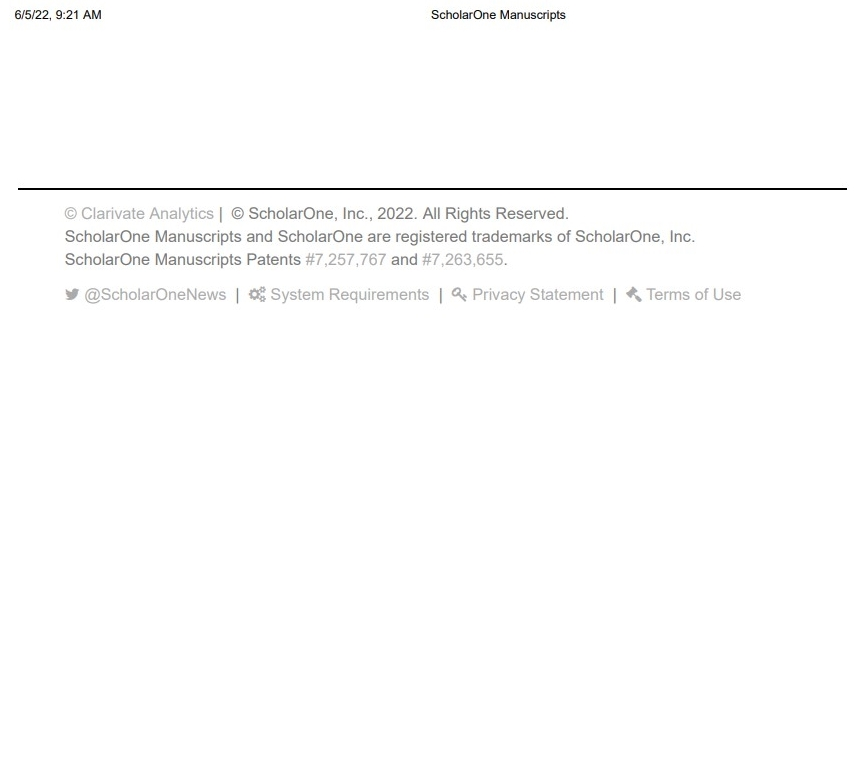 6/5/22, 9:21 AM ScholarOne Manuscripts
© Clarivate Analytics | © ScholarOne, Inc., 2022. All Rights Reserved.
ScholarOne Manuscripts and ScholarOne are registered trademarks of ScholarOne, Inc.
ScholarOne Manuscripts Patents #7,257,767 and #7,263,655.
@ScholarOneNews | System Requirements | Privacy Statement | Terms of Use